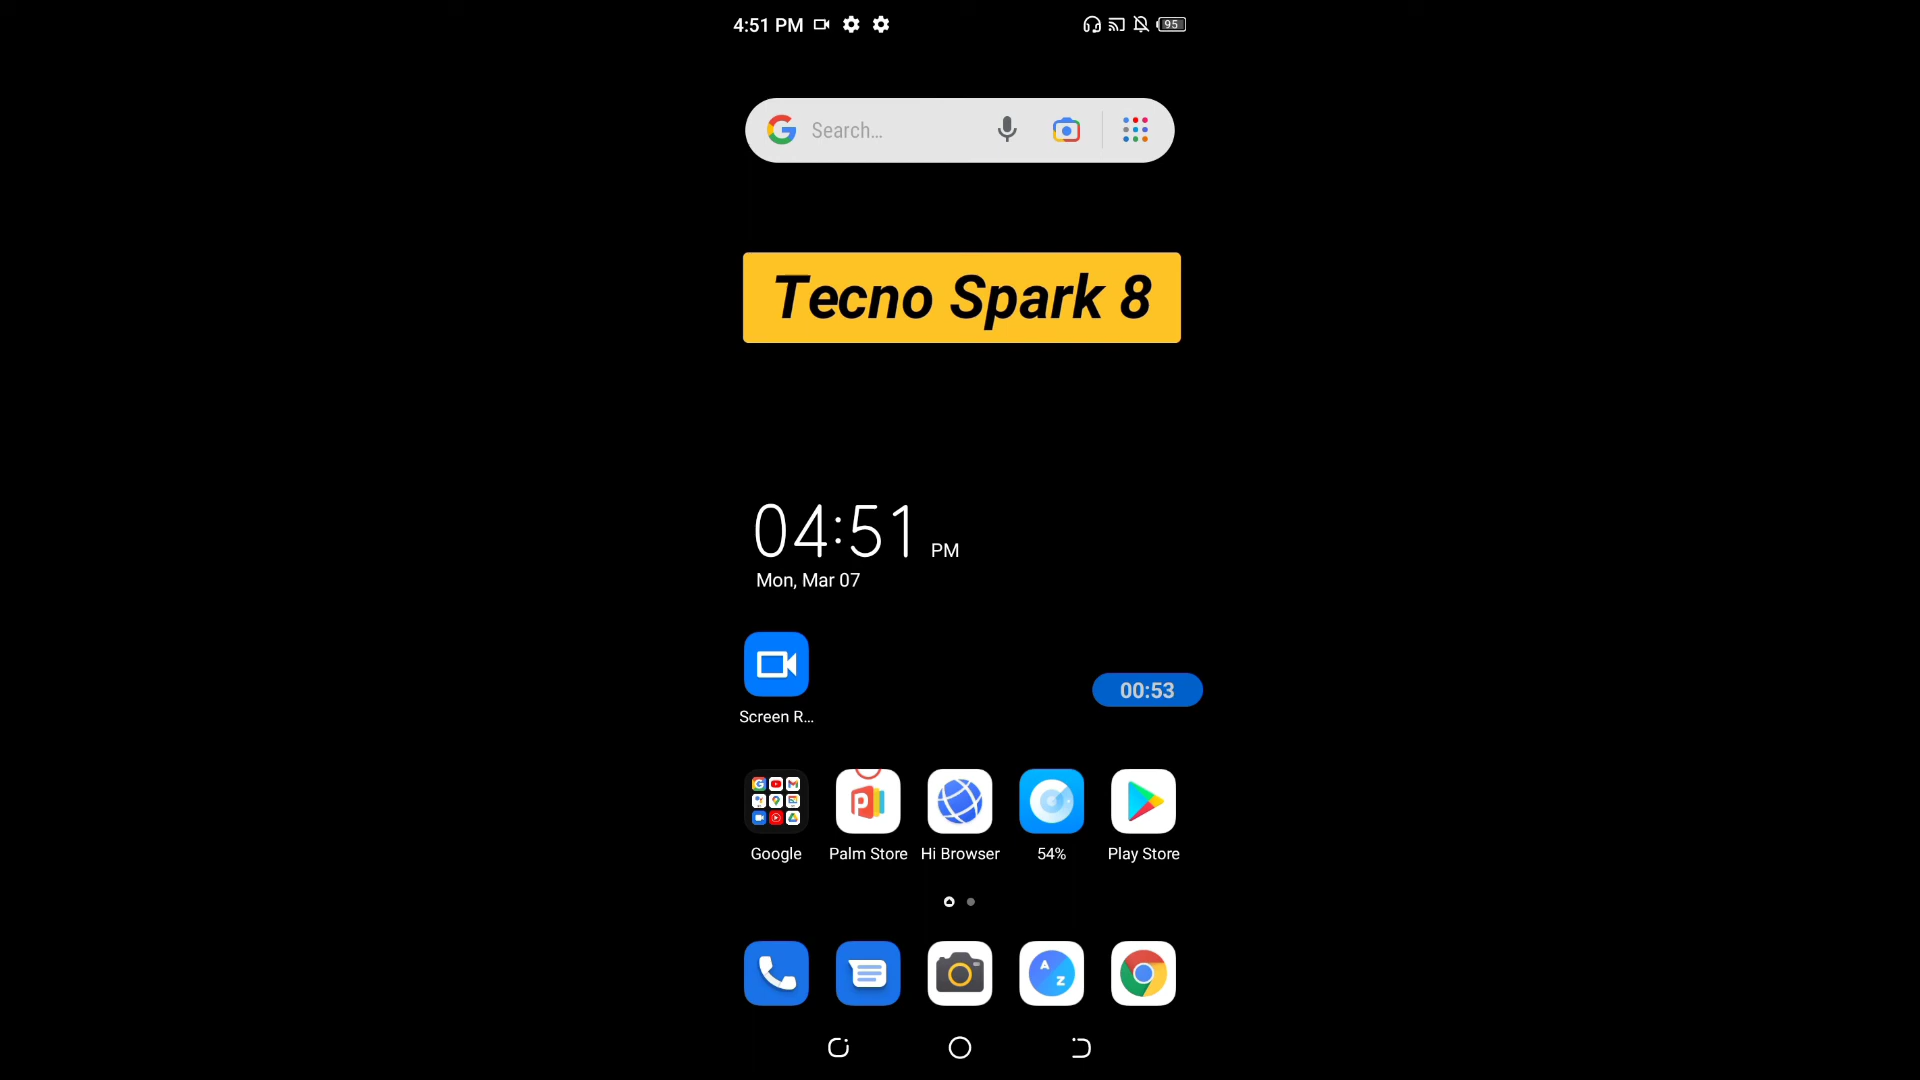 4:51 PM
95
Search...
Tecno Spark 8
04:51 PM
Mon, Mar 07
Screen R...
00:53
Google
Palm Store
Hi Browser
54%
Play Store
A
Z